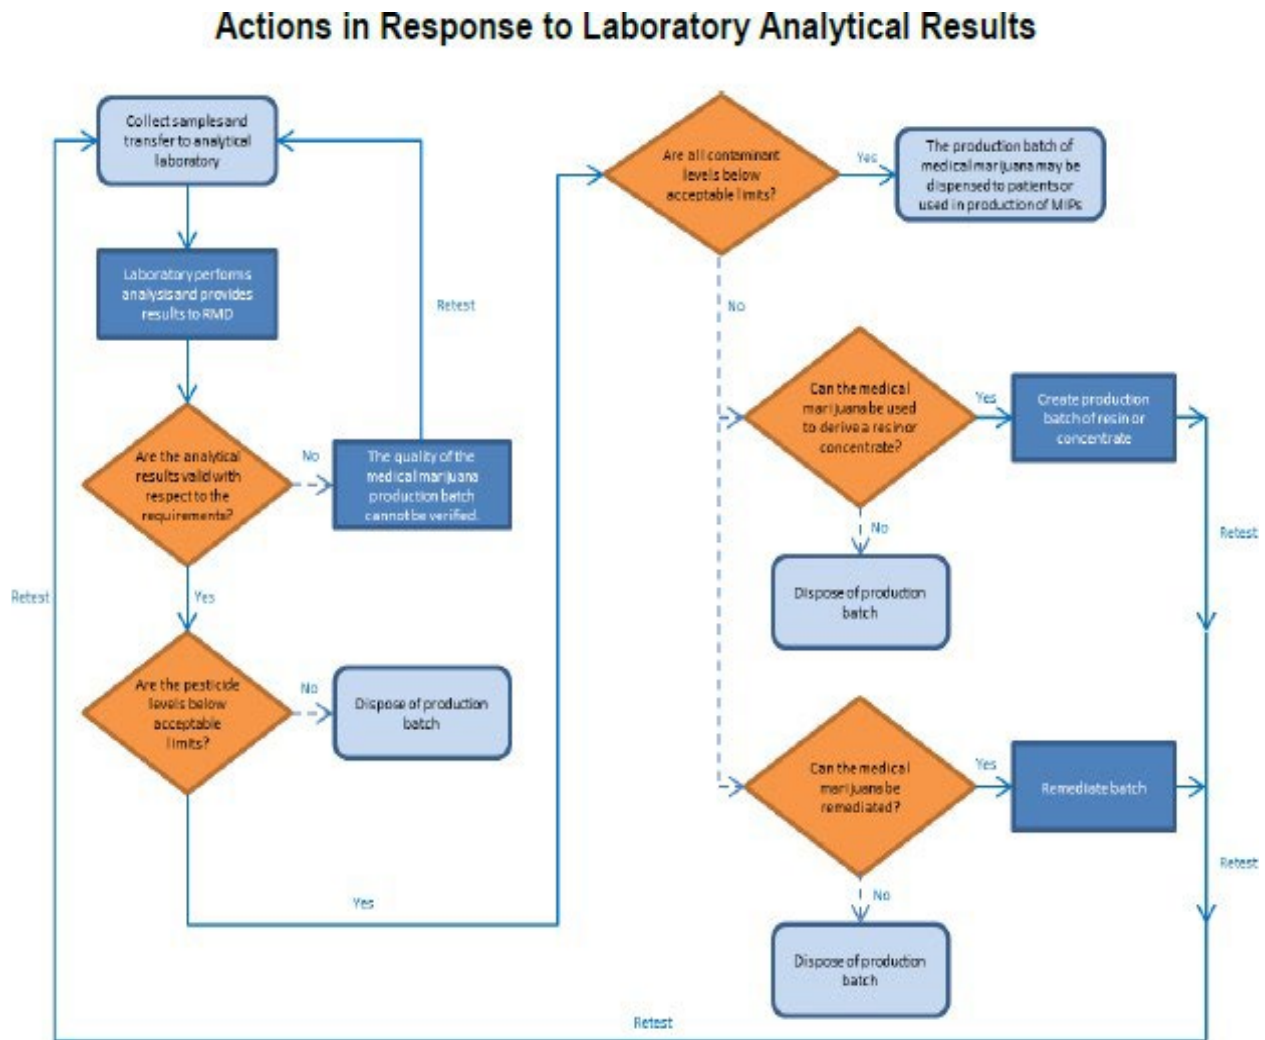 Actions in Response to Laboratory Analytical Results
Collect samples and
transfer to analytical
laboratory
Laboratory performs
analysis and provides
results to RMD
Retest
Are the analytical
results valid with
respect to the
requirements?
No
The quality of the
medical marijuana
production batch
cannot be verified.
Retest
Yes
Are the pesticide
levels below
acceptable
limits?
No
Dispose of production
batch
Yes
Are all contaminant
levels below
acceptable limits?
Yes
The production batch of
medical marijuana may be
dispensed to patients or
used in production of MIPs
No
Can the medical
marijuana be used
to derive a resin or
concentrate?
Yes
Create production
batch of resin or
concentrate
No
Retest
Dispose of production
batch
Can the medical
marijuana be
remediated?
Yes
Remediate batch
Retest
No
Dispose of production
batch
Retest